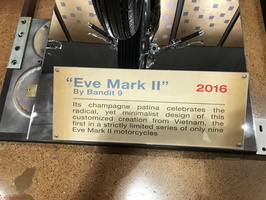 "Eve Mark II"
2016
By Bandit 9
Its champagne patina celebrates the
radical, yet minimalist design of this
customized creation from Vietnam, the
first in a strictly limited series of only nine
Eve Mark II motorcycles